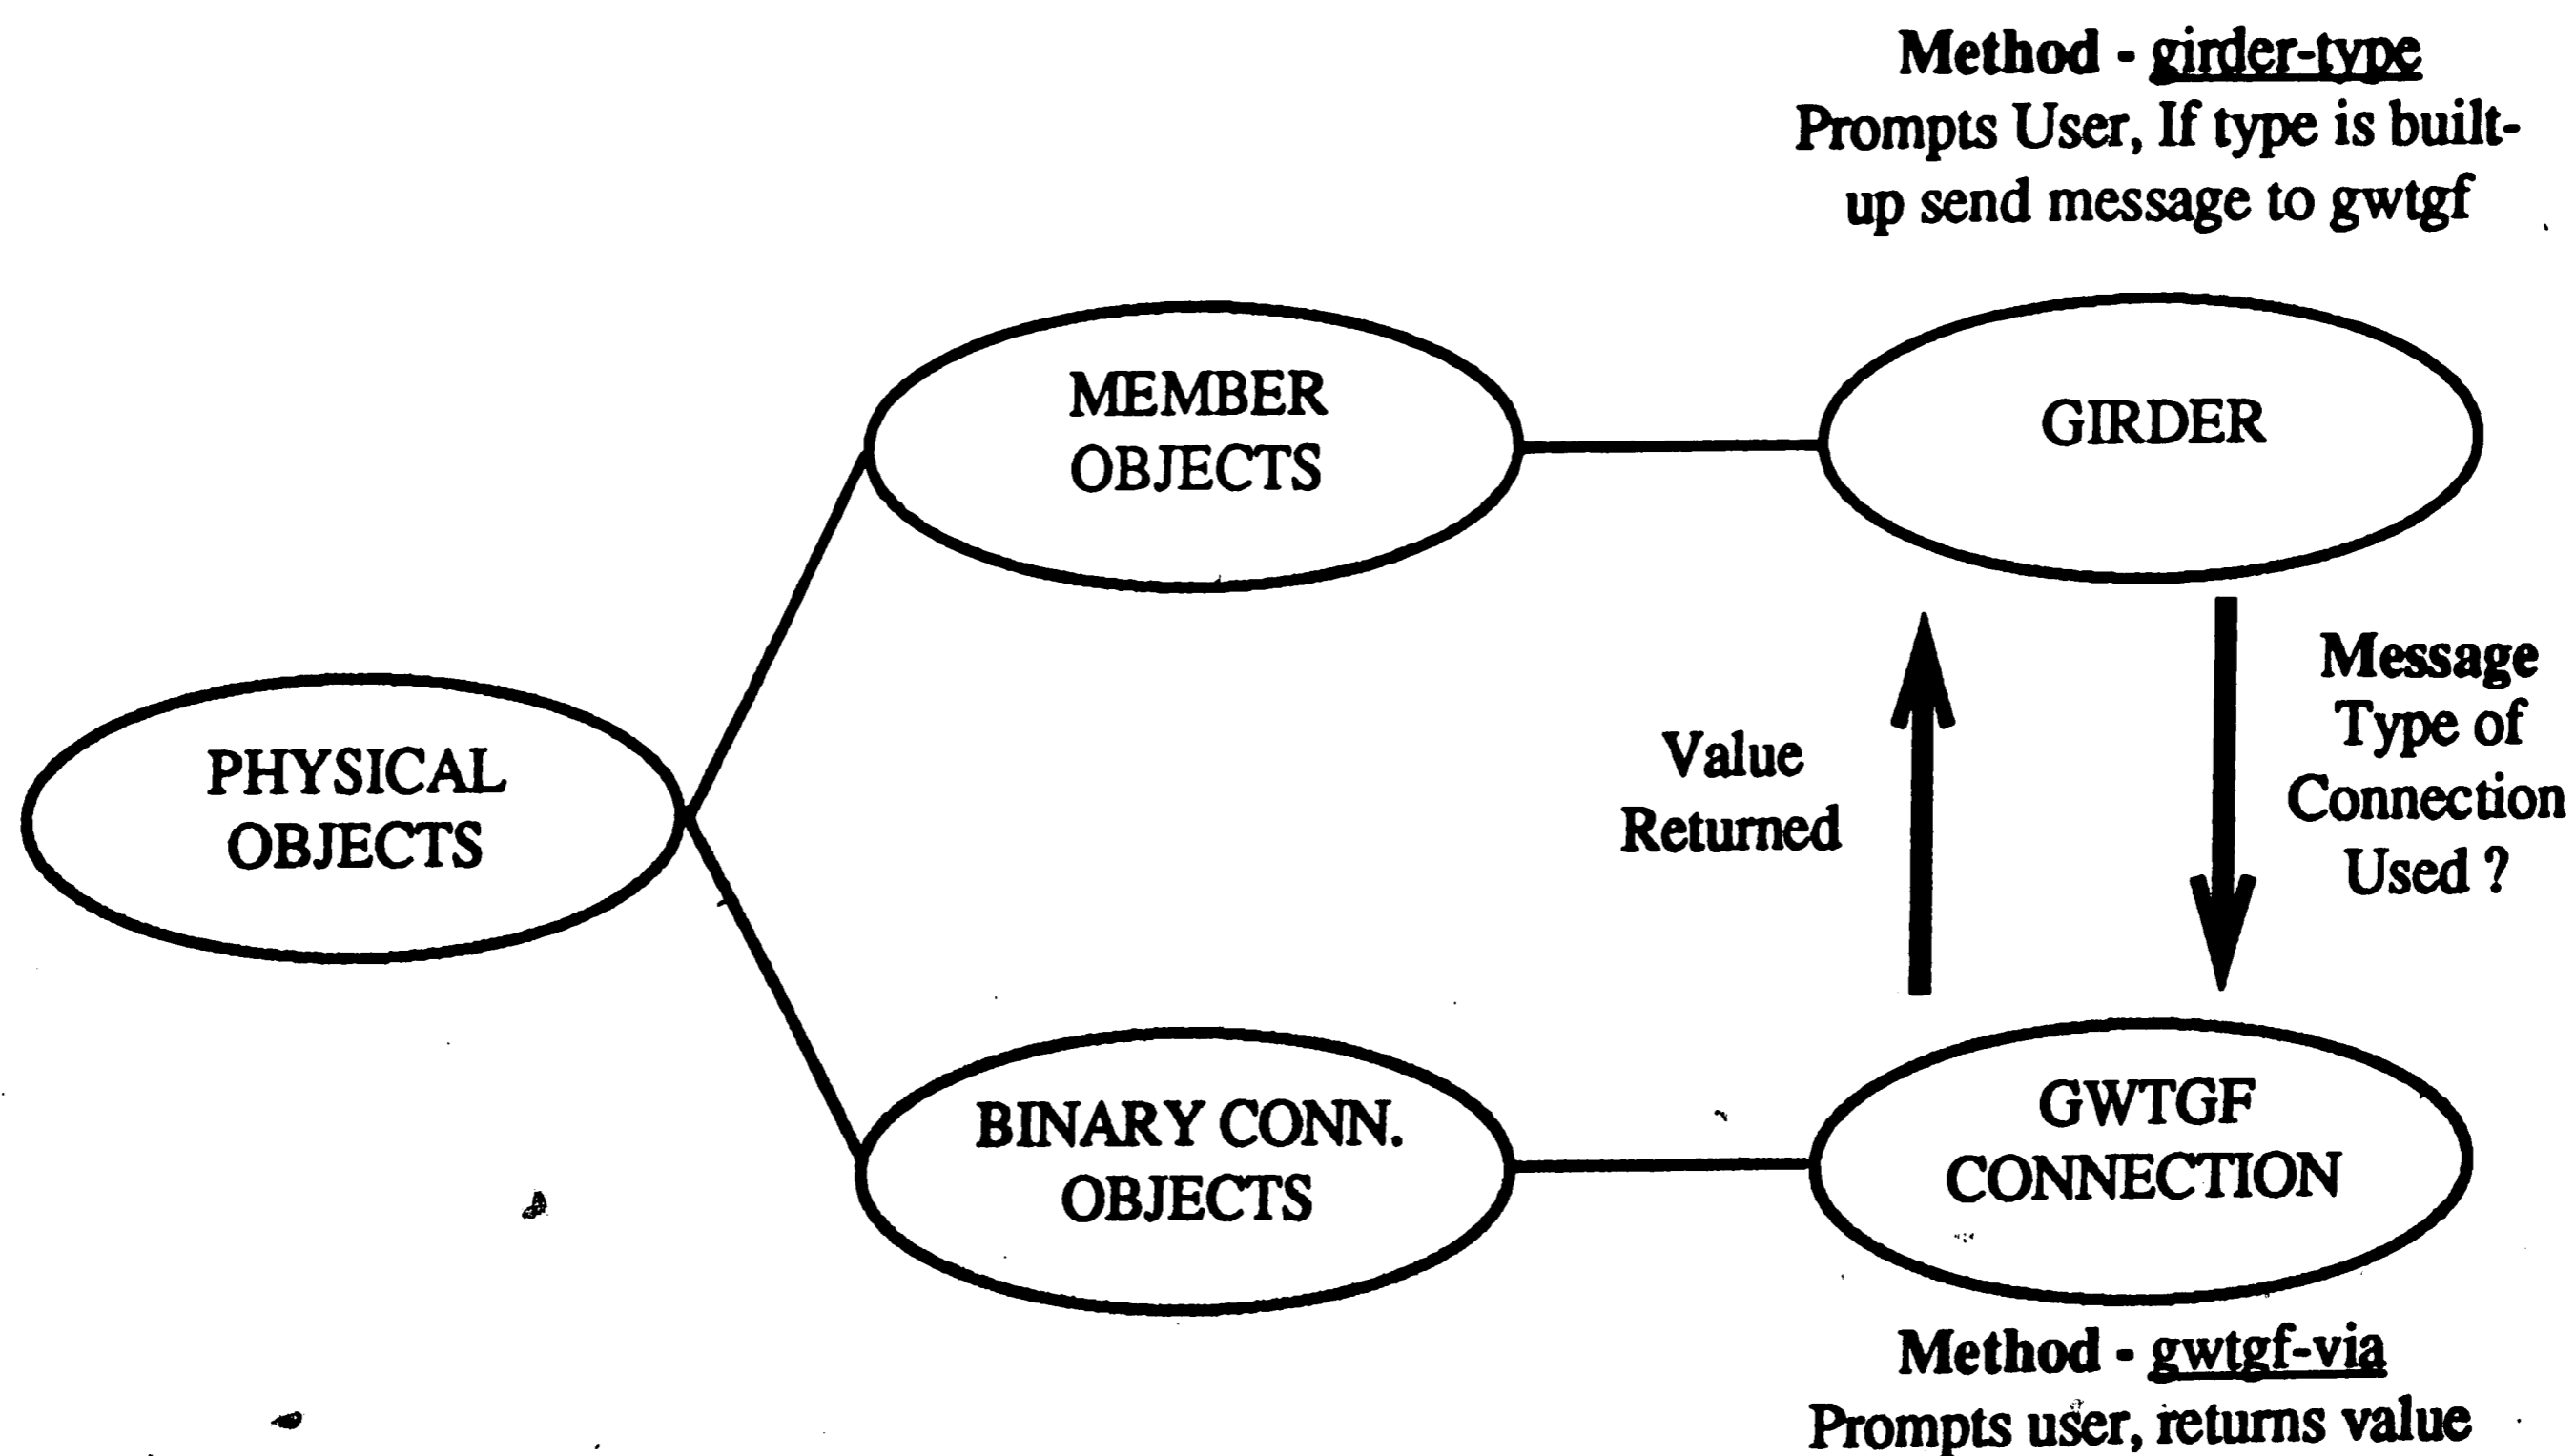 Method - girder-type
Prompts User, If type is built-
up send message to gwtgf
MEMBER
OBJECTS
GIRDER
PHYSICAL
OBJECTS
Value
Returned
Message
Type of
Connection
Used ?
BINARY CONN.
OBJECTS
GWTGF
CONNECTION
Method - gwtgf-via
Prompts user, returns value